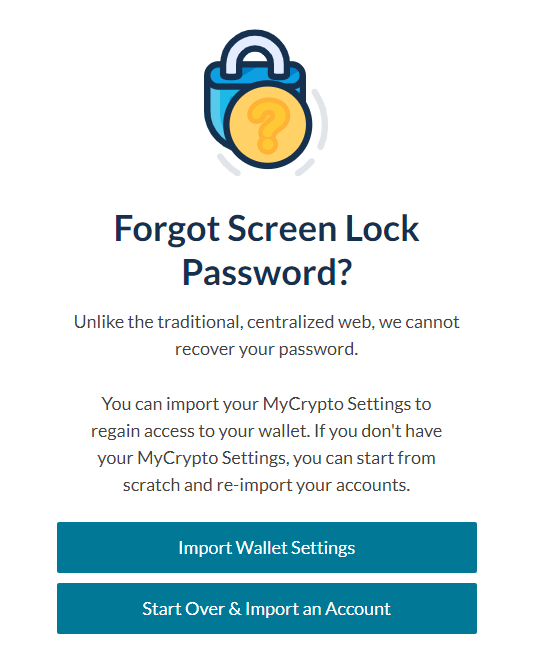 Forgot Screen Lock
Password?
Unlike the traditional, centralized web, we cannot
recover your password.
You can import your MyCrypto Settings to
regain access to your wallet. If you don't have
your MyCrypto Settings, you can start from
scratch and re-import your accounts.
Import Wallet Settings
Start Over & Import an Account